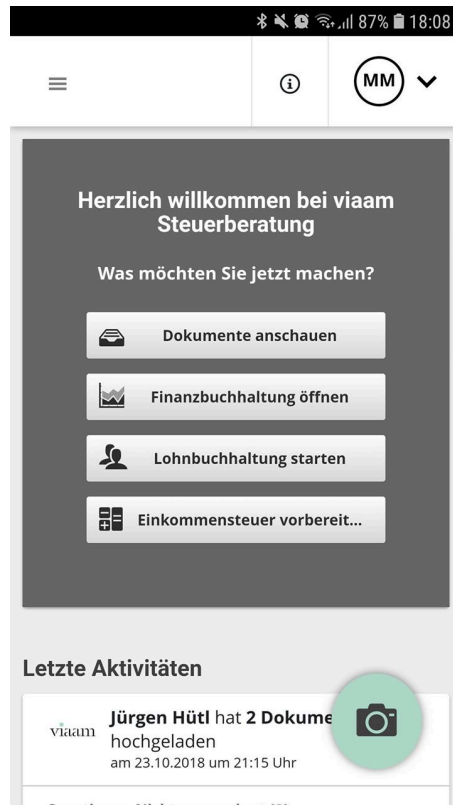 87% 18:08
MM
Herzlich willkommen bei viaam
Steuerberatung
Was möchten Sie jetzt machen?
Dokumente anschauen
Finanzbuchhaltung öffnen
Lohnbuchhaltung starten
Einkommensteuer vorbereit...
Letzte Aktivitäten
viaam
Jürgen Hütl hat 2 Dokume
hochgeladen
am 23.10.2018 um 21:15 Uhr